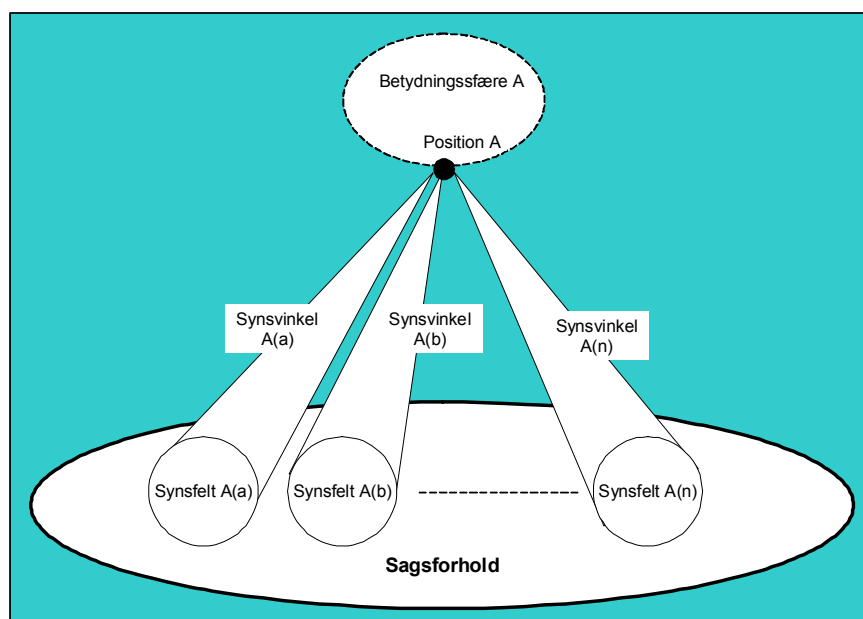 Betydningssfære A
Position A
Synsvinkel
A(a)
Synsvinkel
A(b)
Synsvinkel
A(n)
Synsfelt A(a)
Synsfelt A(b)
Synsfelt A(n)
Sagsforhold